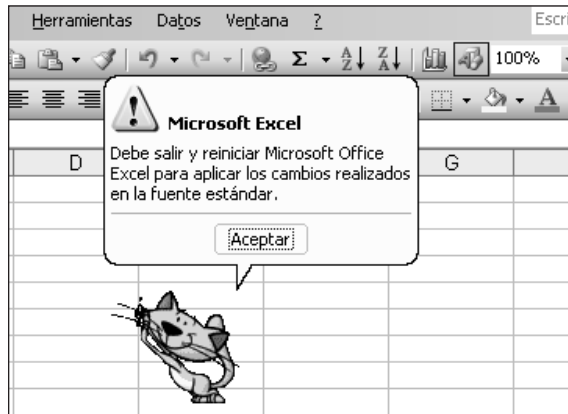 Herramientas Datos Ventana ?
Escri
Σ A Z Z A 100%
A
Microsoft Excel
Debe salir y reiniciar Microsoft Office
Excel para aplicar los cambios realizados
en la fuente estándar.
Aceptar
D G